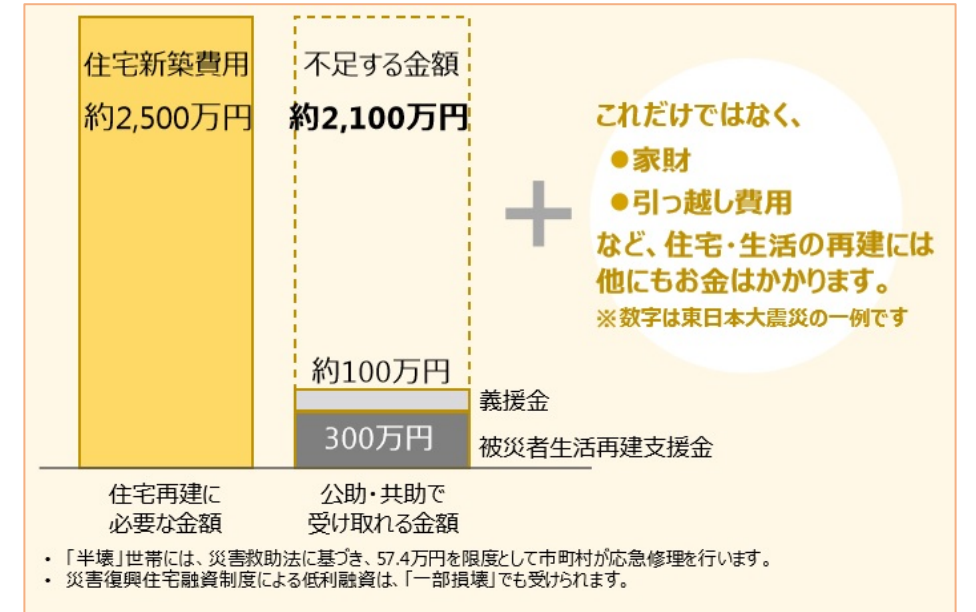 住宅新築費用
約2,500万円
不足する金額
約2,100万円
+
これだけではなく、
●家財
●引っ越し費用
など、住宅・生活の再建には
他にもお金はかかります。
※数字は東日本大震災の一例です
約100万円
義援金
300万円
被災者生活再建支援金
住宅再建に
必要な金額
公助・共助で
受け取れる金額
・「半壊」世帯には、災害救助法に基づき、57.4万円を限度として市町村が応急修理を行います。
・災害復興住宅融資制度による低利融資は、「一部損壊」でも受けられます。